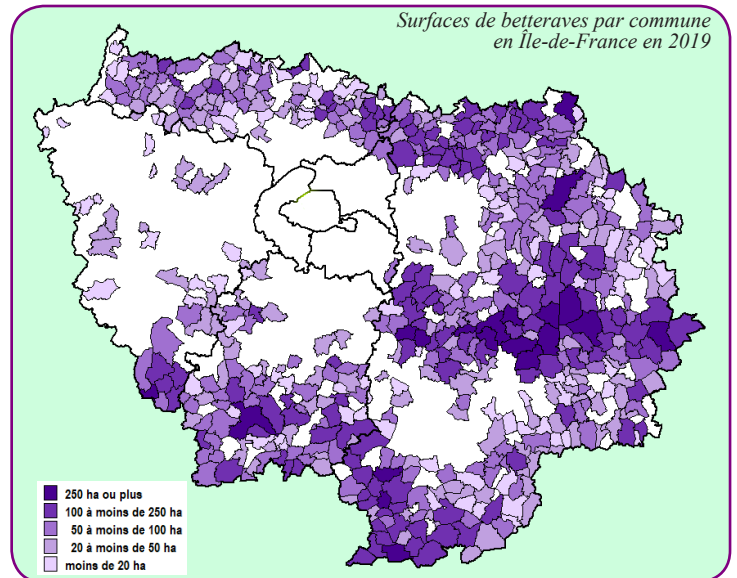 Surfaces de betteraves par commune
en Île-de-France en 2019
250 ha ou plus
100 à moins de 250 ha
50 à moins de 100 ha
20 à moins de 50 ha
moins de 20 ha